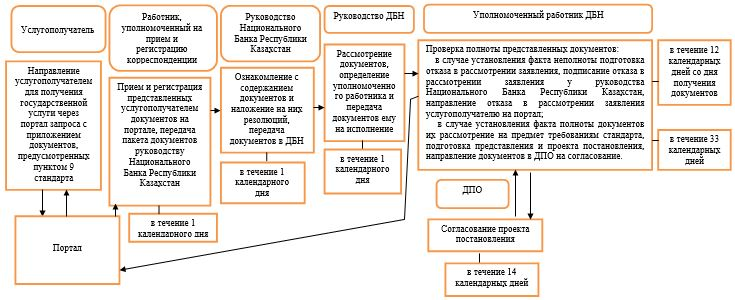 Услугополучатель
Работник,
уполномоченный на
прием и
регистрацию
корреспонденции
Руководство
Национального
Банка Республики
Казахстан
Руководство ДБН
Уполномоченный работник ДБН
Направление
услугополучателем
для получения
государственной
услуги через
портал запроса с
приложением
документов,
предусмотренных
пунктом 9
стандарта
Прием и регистрация
представленных
услугополучателем
документов на
портале, передача
пакета документов
руководству
Национального
Банка Республики
Казахстан
Ознакомление с
содержанием
документов и
наложение на них
резолюций,
передача
документов в ДБН
Рассмотрение
документов,
определение
уполномоченно
го работника и
передача
документов ему
на исполнение
Проверка полноты представленных документов:
в случае установления факта неполноты подготовка
отказа в рассмотрении заявления, подписание отказа в
рассмотрении заявления у руководства
Национального Банка Республики Казахстан,
направление отказа в рассмотрении заявления
услугополучателю на портал;
в случае установления факта полноты документов
их рассмотрение на предмет требованиям стандарта,
подготовка представления и проекта постановления,
направление документов в ДПО на согласование.
в течение 12
календарных
дней со дня
получения
документов
в течение 33
календарных
дней
в течение 1
календарного дня
в течение 1
календарного
дня
в течение 1
календарного
дня
Портал
ДПО
Согласование проекта
постановления
в течение 14
календарных дней